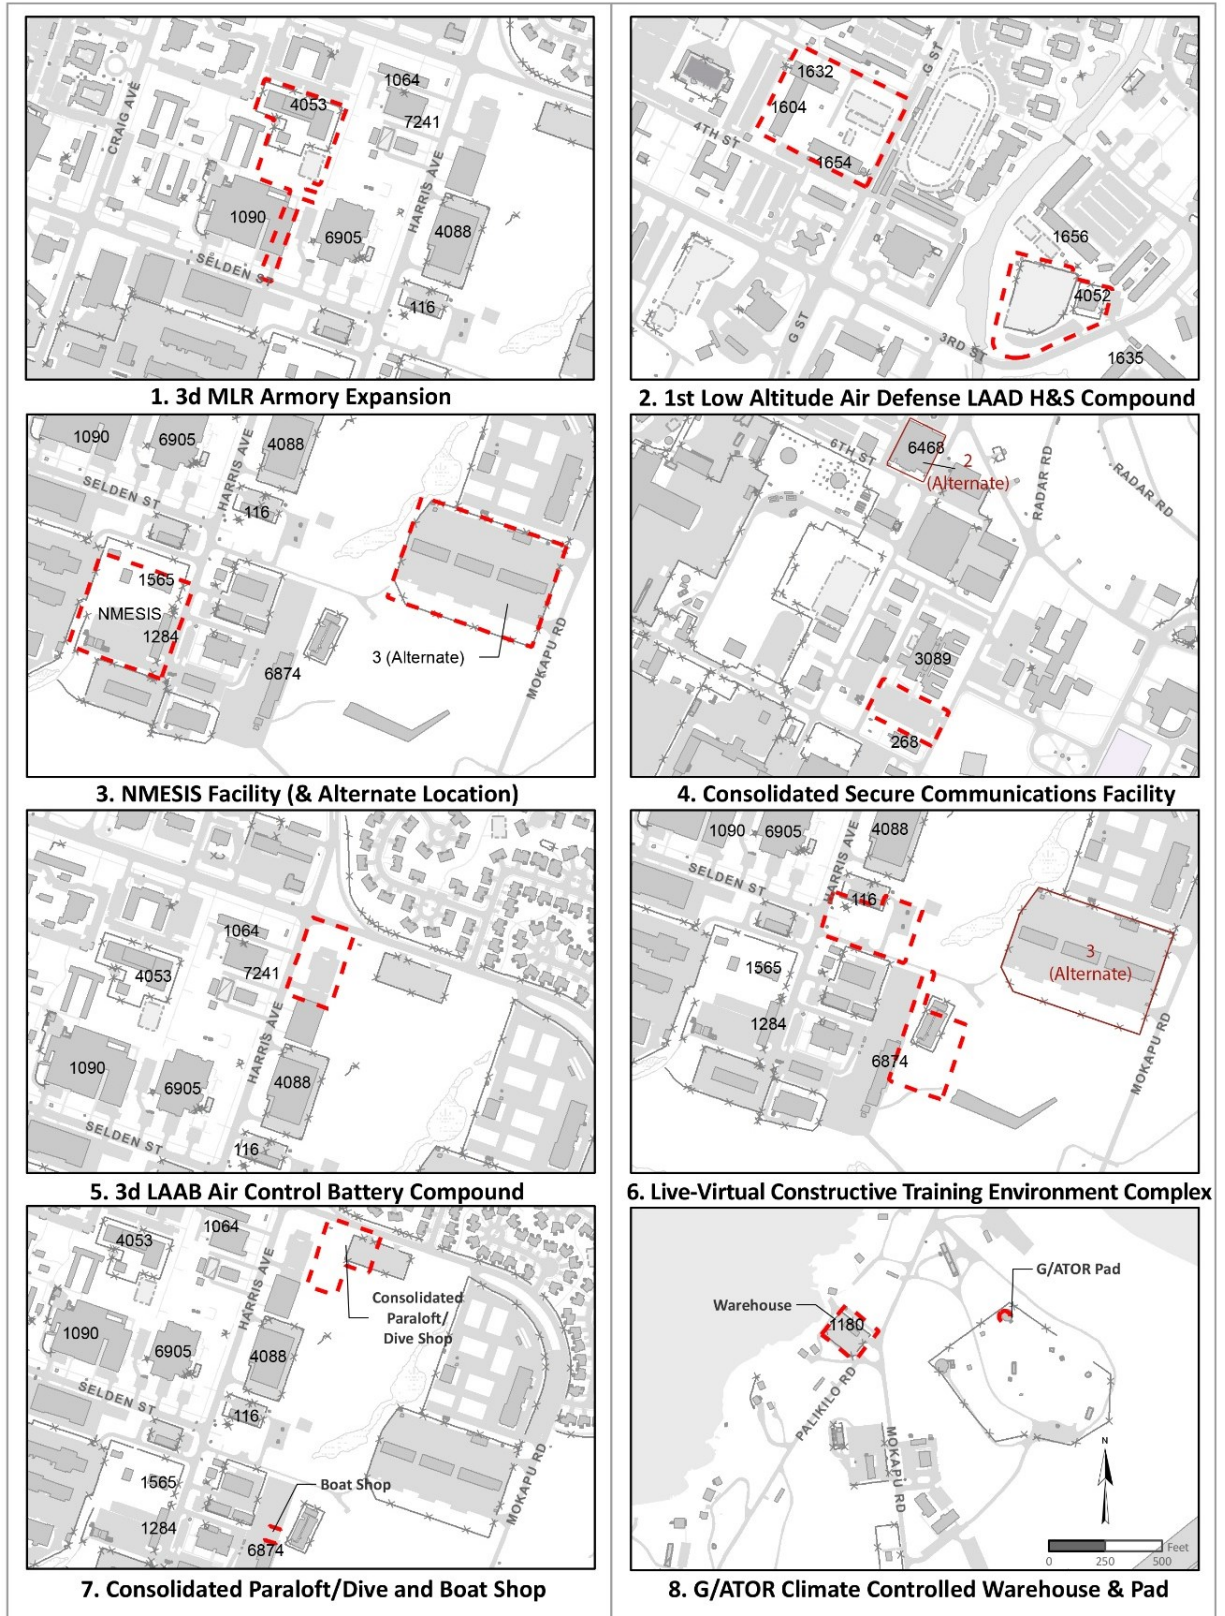 CRAIG AVE
1064
4053
7241
HARRIS AVE
1090
6905
4088
SELDEN ST
116
1. 3d MLR Armory Expansion
G ST
1632
1604
4TH ST
1654
1656
4052
G ST
3RD ST
1635
2. 1st Low Altitude Air Defense LAAD H&S Compound
1090
6905
4088
HARRIS AVE
SELDEN ST
116
1565
NMESIS
1284
6874
3 (Alternate)
MOKAPU RD
3. NMESIS Facility (& Alternate Location)
6TH ST
6468
2
(Alternate)
RADAR RD
RADAR RD
3089
268
4. Consolidated Secure Communications Facility
1064
4053
7241
HARRIS AVE
1090
6905
4088
SELDEN ST
116
5. 3d LAAB Air Control Battery Compound
1090
6905
4088
HARRIS AVE
SELDEN ST
116
1565
3
(Alternate)
1284
6874
MOKAPU RD
6. Live-Virtual Constructive Training Environment Complex
1064
4053
HARRIS AVE
Consolidated
Paraloft/
Dive Shop
1090
6905
4088
SELDEN ST
116
1565
Boat Shop
1284
6874
MOKAPU RD
7. Consolidated Paraloft/Dive and Boat Shop
G/ATOR Pad
Warehouse
1180
PALIKILO RD
MOKAPU RD
N
Feet
0 250 500
8. G/ATOR Climate Controlled Warehouse & Pad